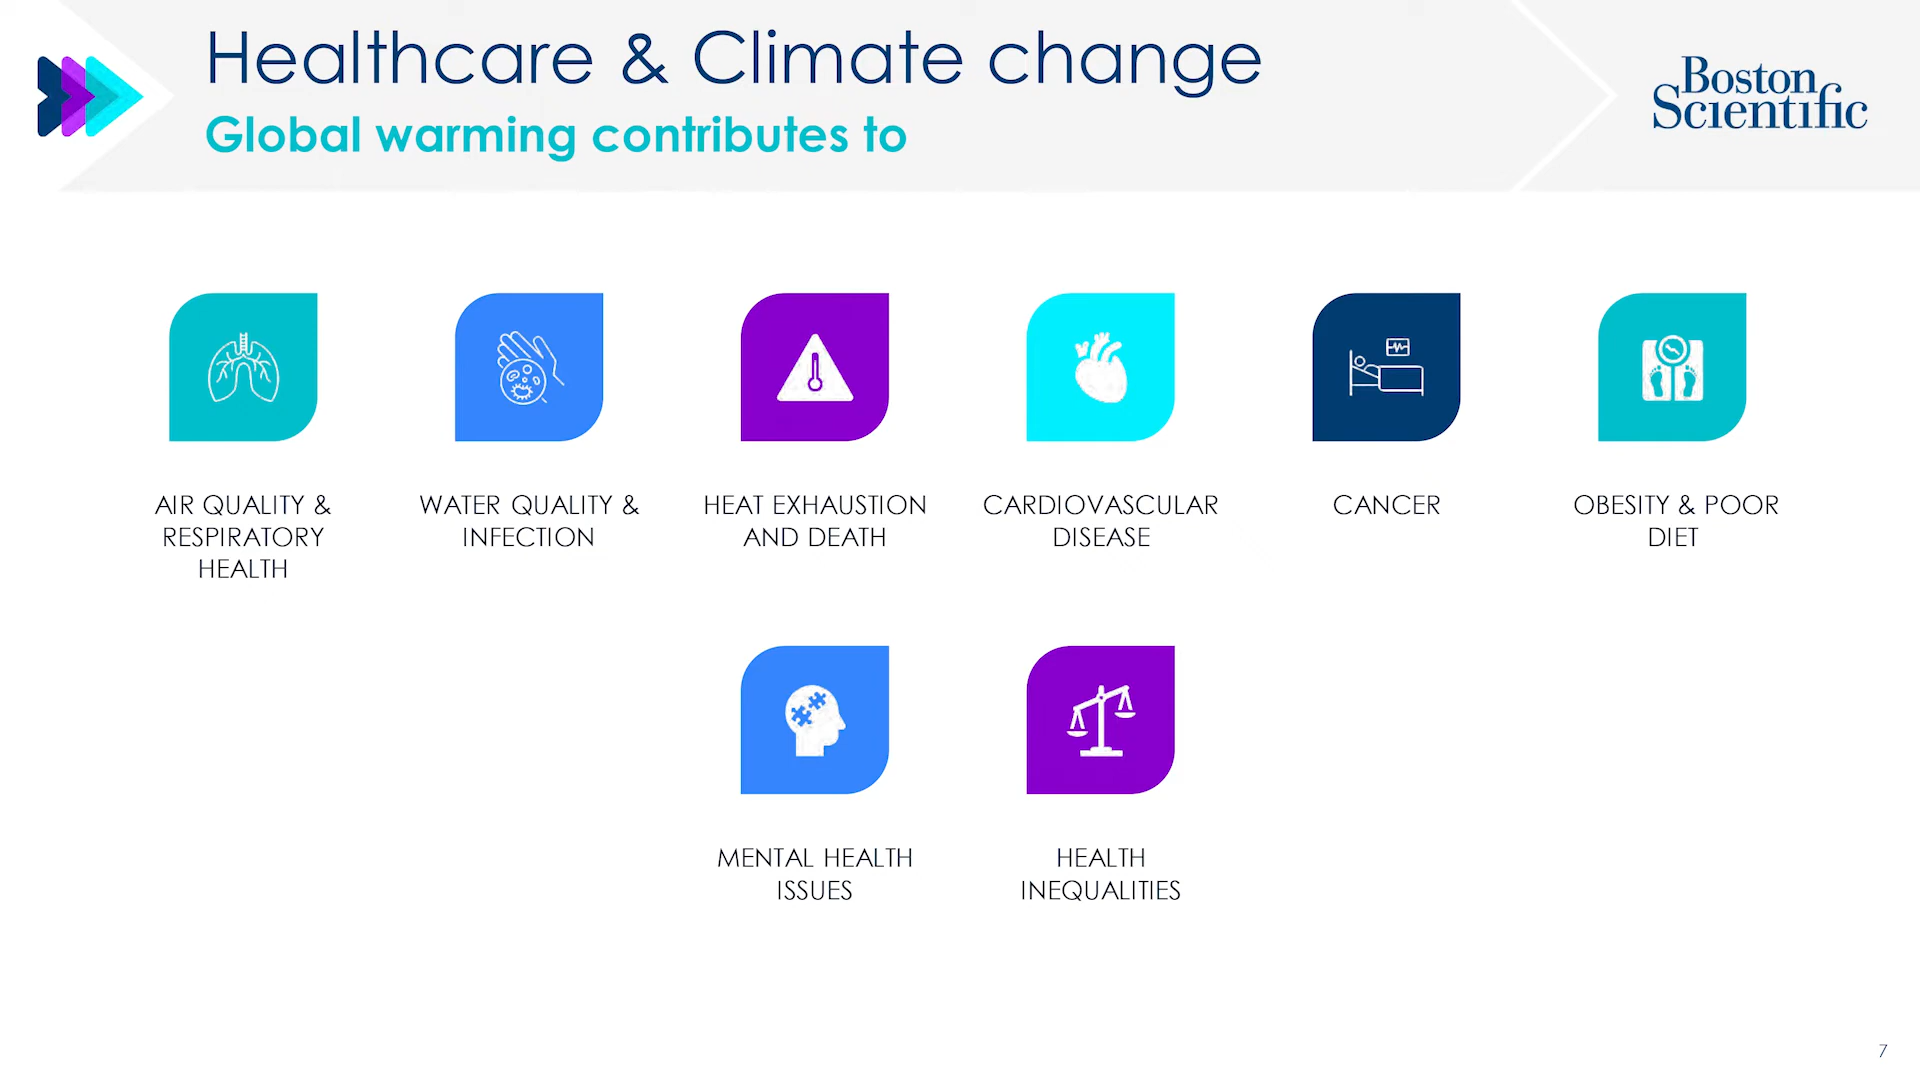 Healthcare & Climate change
Global warming contributes to
Boston
Scientific
AIR QUALITY &
RESPIRATORY
HEALTH
WATER QUALITY &
INFECTION
HEAT EXHAUSTION
AND DEATH
CARDIOVASCULAR
DISEASE
CANCER
OBESITY & POOR
DIET
MENTAL HEALTH
ISSUES
HEALTH
INEQUALITIES
7